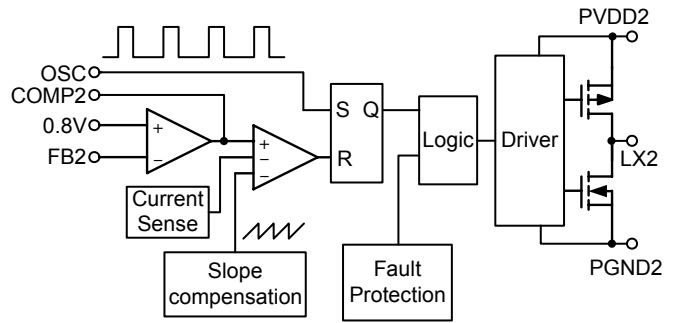 PVDD2
OSC
COMP2
S Q
0.8V
+
+
Logic
Driver
LX2
FB2
−
−
−
R
Current
Sense
Slope
compensation
Fault
Protection
PGND2